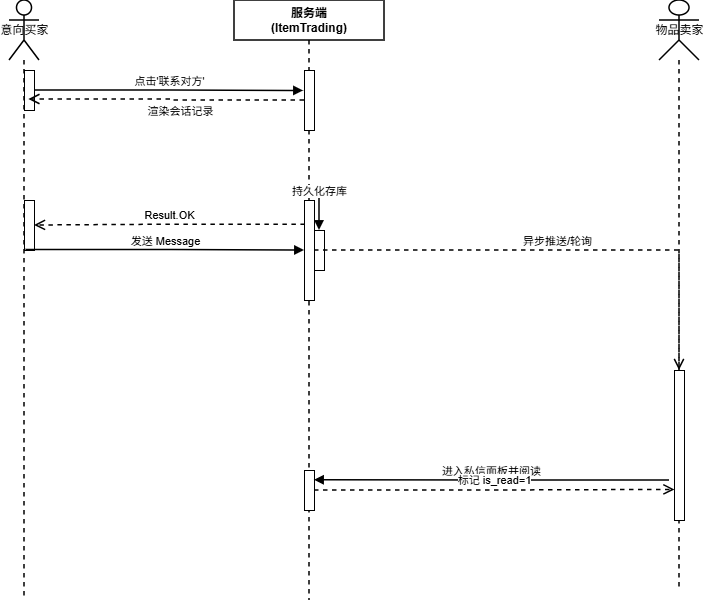 意向买家
服务端
(ItemTrading)
物品卖家
点击'联系对方'
渲染会话记录
持久化存库
Result.OK
发送 Message
异步推送/轮询
进入私信面板并阅读
标记 is_read=1